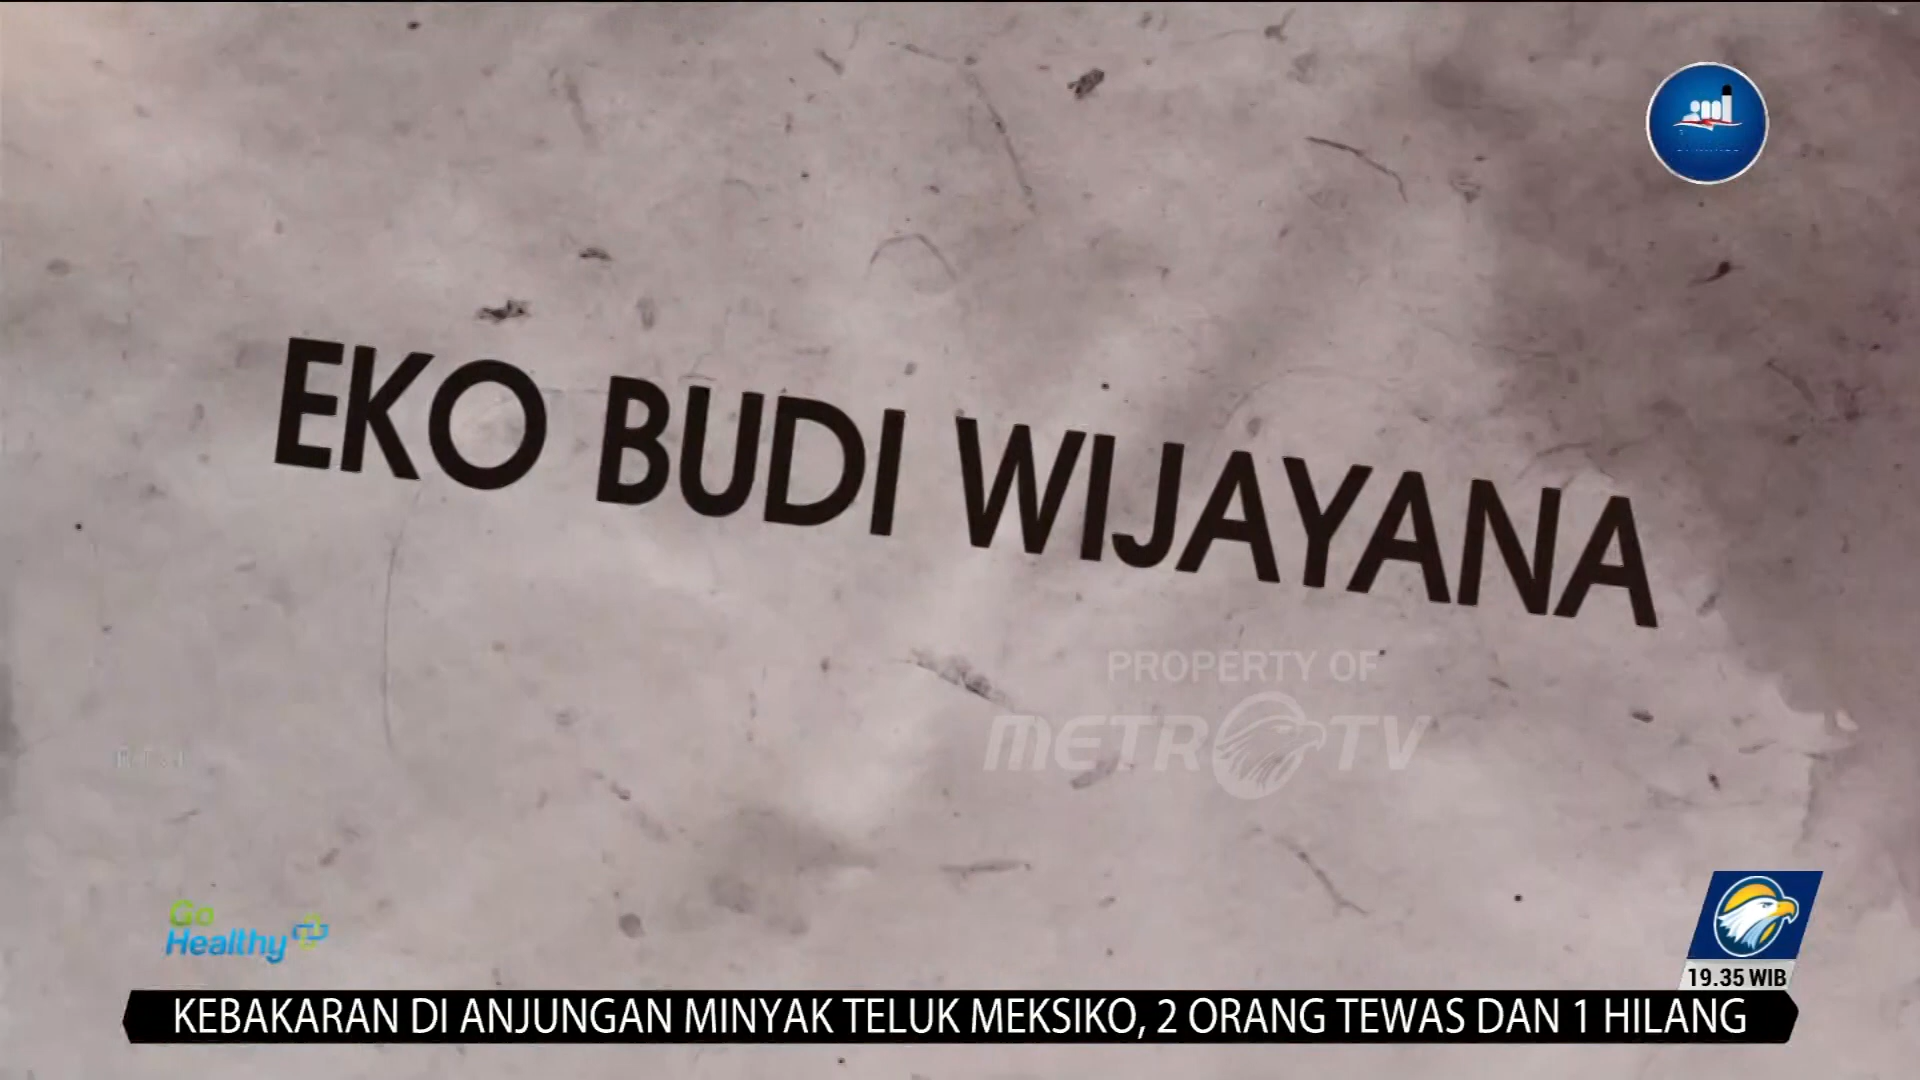 EKO BUDI WIJAYANA
PROPERTY OF
METRO TV
Go
Healthy
19.35 WIB
KEBAKARAN DI ANJUNGAN MINYAK TELUK MEKSIKO, 2 ORANG TEWAS DAN 1 HILANG